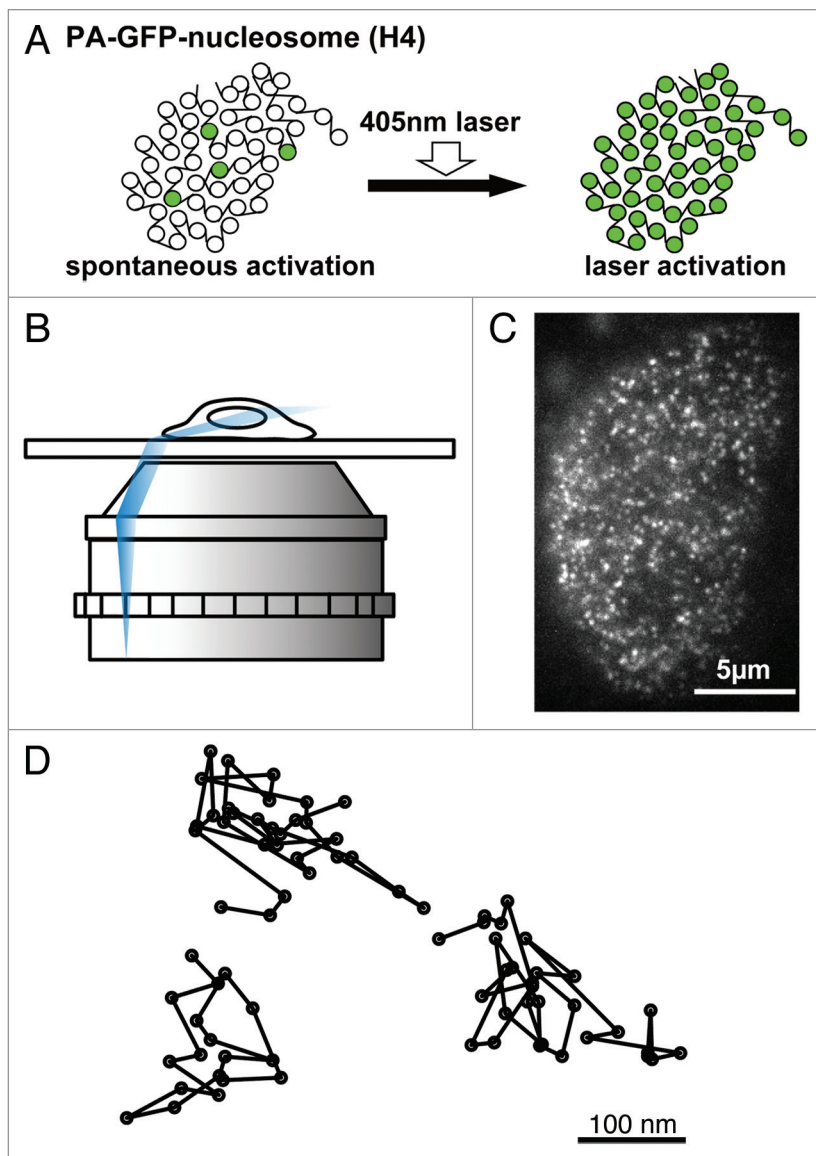 A PA-GFP-nucleosome (H4)
405nm laser
spontaneous activation
laser activation
B
C
5µm
D
100 nm